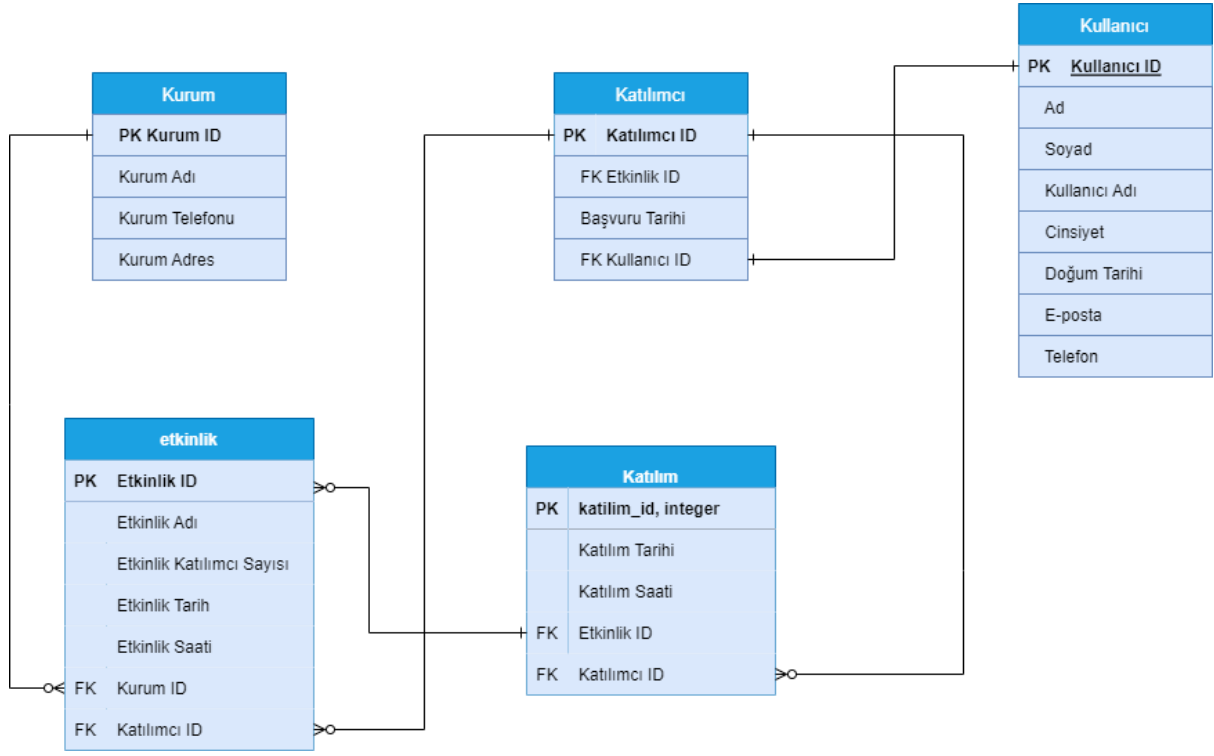 Kurum
PK Kurum ID
Kurum Adı
Kurum Telefonu
Kurum Adres
Katılımcı
PK Katılımcı ID
FK Etkinlik ID
Başvuru Tarihi
FK Kullanıcı ID
Kullanıcı
PK Kullanıcı ID
Ad
Soyad
Kullanıcı Adı
Cinsiyet
Doğum Tarihi
E-posta
Telefon
etkinlik
PK Etkinlik ID
Etkinlik Adı
Etkinlik Katılımcı Sayısı
Etkinlik Tarih
Etkinlik Saati
FK Kurum ID
FK Katılımcı ID
Katılım
PK katilim_id, integer
Katılım Tarihi
Katılım Saati
FK Etkinlik ID
FK Katılımcı ID